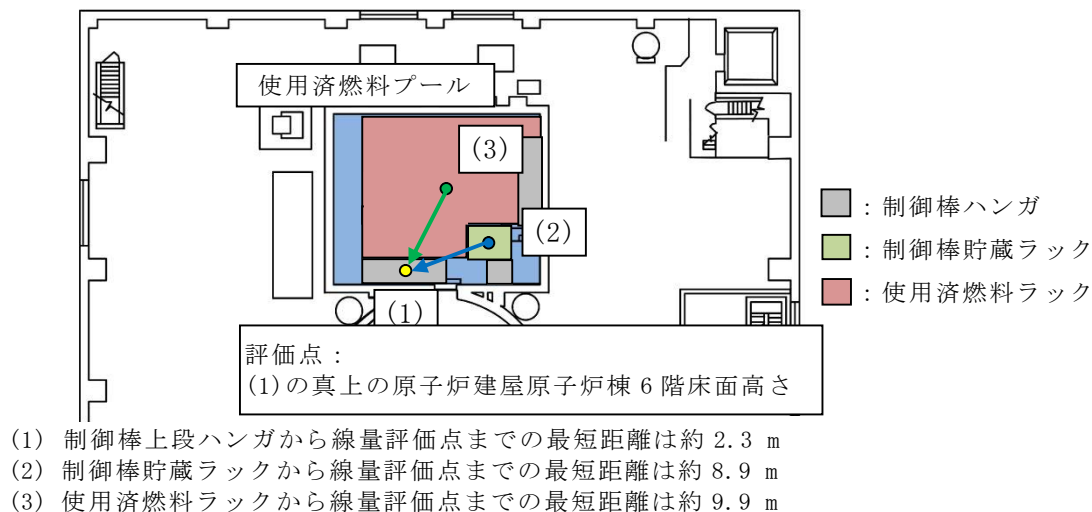 使用済燃料プール
(3)
(2)
(1)
：制御棒ハンガ
：制御棒貯蔵ラック
：使用済燃料ラック
評価点：
(1)の真上の原子炉建屋原子炉棟 6 階床面高さ
(1) 制御棒上段ハンガから線量評価点までの最短距離は約 2.3 m
(2) 制御棒貯蔵ラックから線量評価点までの最短距離は約 8.9 m
(3) 使用済燃料ラックから線量評価点までの最短距離は約 9.9 m